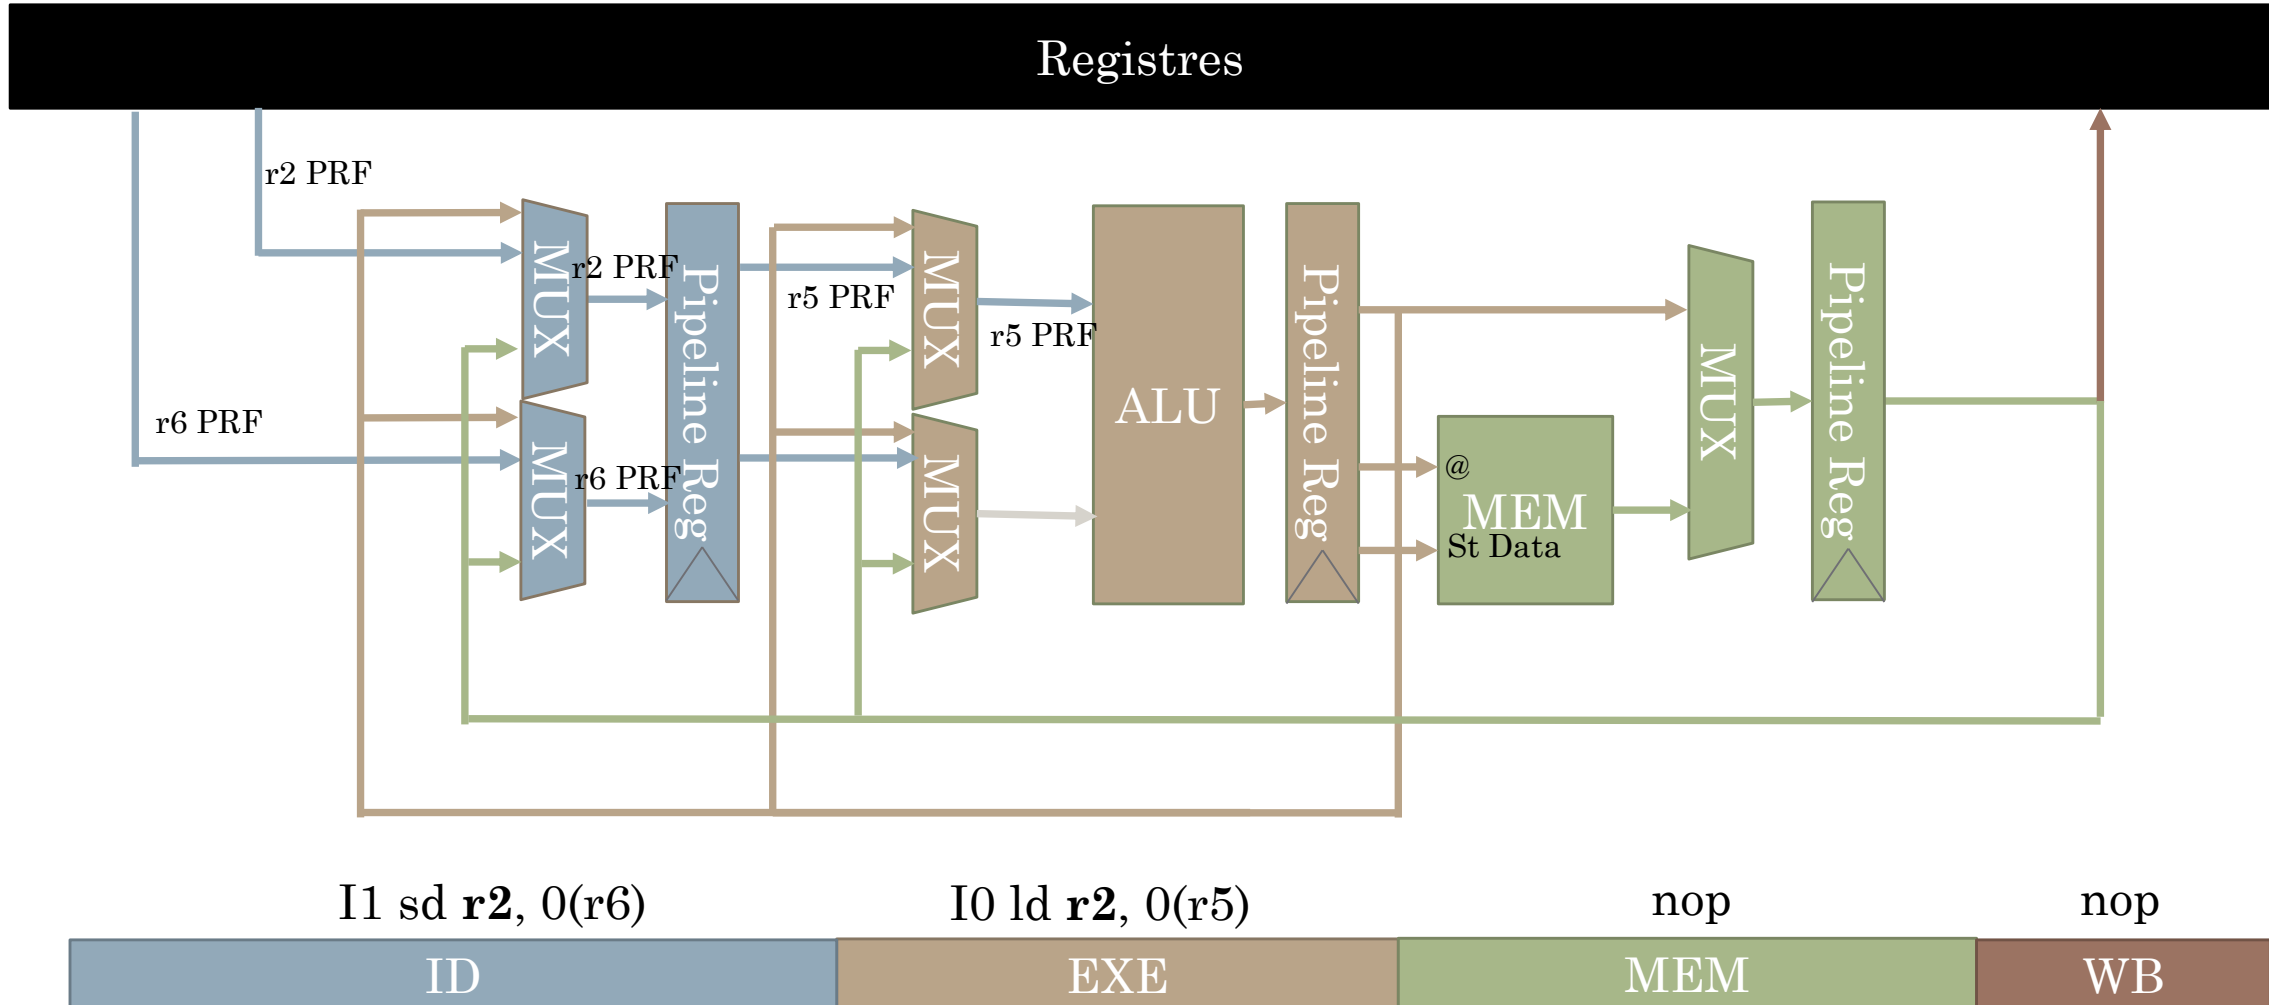 Registres
r2 PRF
r2 PRF
r5 PRF
r5 PRF
r6 PRF
r6 PRF
MUX
MUX
Pipeline Reg
MUX
MUX
ALU
Pipeline Reg
@
MEM
St Data
MUX
Pipeline Reg
I1 sd r2, 0(r6)
I0 ld r2, 0(r5)
nop
nop
ID
EXE
MEM
WB